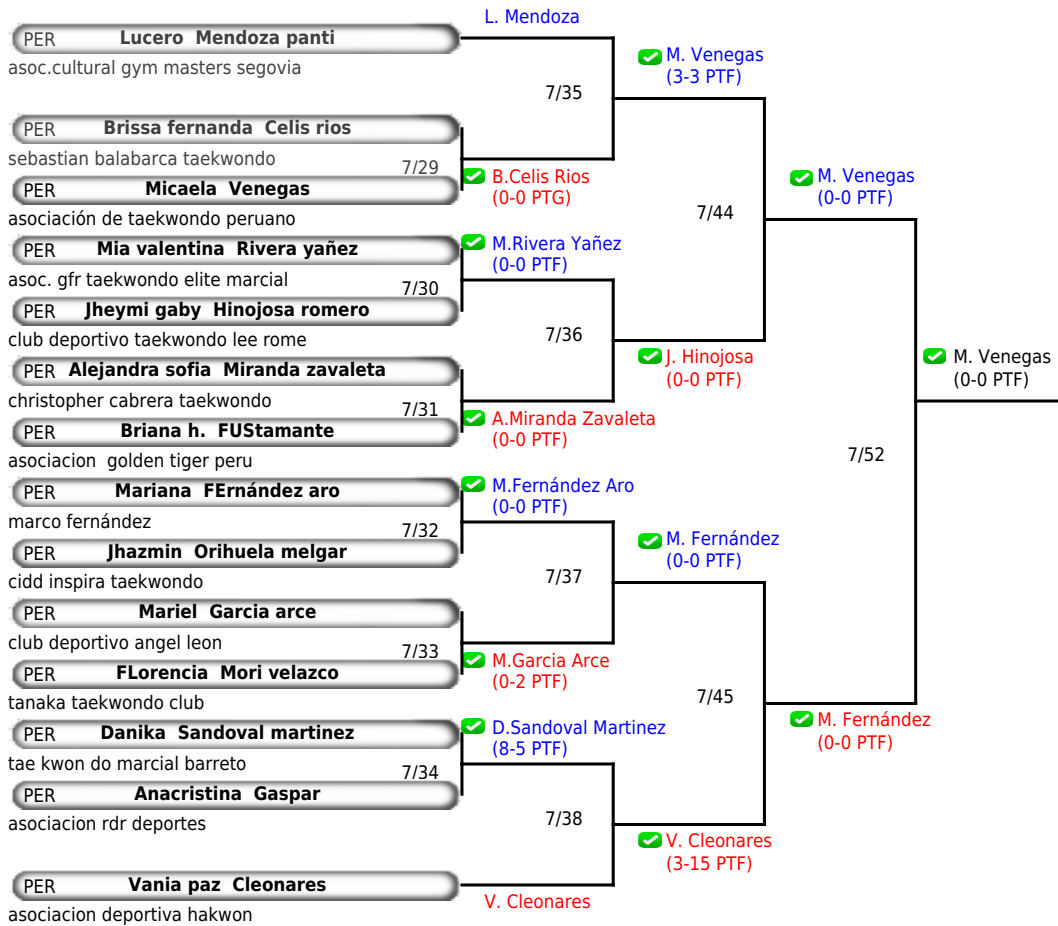 L. Mendoza
PER Lucero Mendoza panti
asoc.cultural gym masters segovia
M. Venegas
(3-3 PTF)
7/35
PER Brissa fernanda Celis rios
sebastian balabarca taekwondo
7/29
PER Micaela Venegas
asociación de taekwondo peruano
B.Celis Rios
(0-0 PTG)
M. Venegas
(0-0 PTF)
7/44
PER Mia valentina Rivera yañez
asoc. gfr taekwondo elite marcial
M.Rivera Yañez
(0-0 PTF)
7/30
PER Jheymi gaby Hinojosa romero
club deportivo taekwondo lee rome
7/36
J. Hinojosa
(0-0 PTF)
PER Alejandra sofia Miranda zavaleta
christopher cabrera taekwondo
7/31
PER Briana h. FUStamante
asociacion golden tiger peru
A.Miranda Zavaleta
(0-0 PTF)
M. Venegas
(0-0 PTF)
7/52
PER Mariana FErnández aro
marco fernández
M.Fernández Aro
(0-0 PTF)
7/32
PER Jhazmin Orihuela melgar
cidd inspira taekwondo
M. Fernández
(0-0 PTF)
7/37
PER Mariel Garcia arce
club deportivo angel leon
7/33
PER FLorencia Mori velazco
tanaka taekwondo club
M.Garcia Arce
(0-2 PTF)
7/45
PER Danika Sandoval martinez
tae kwon do marcial barreto
D.Sandoval Martinez
(8-5 PTF)
M. Fernández
(0-0 PTF)
7/34
PER Anacristina Gaspar
asociacion rdr deportes
7/38
V. Cleonares
(3-15 PTF)
PER Vania paz Cleonares
asociacion deportiva hakwon
V. Cleonares